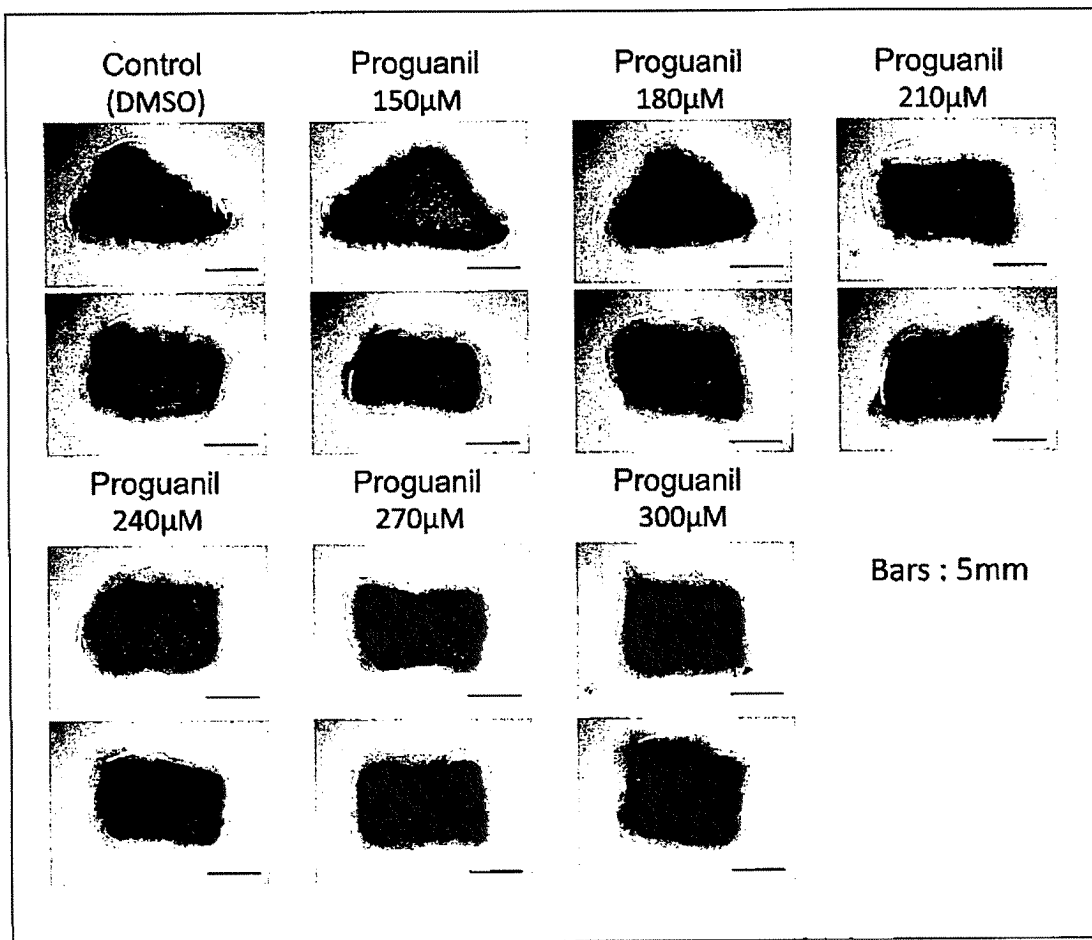 Control
(DMSO)
Proguanil
150μM
Proguanil
180μM
Proguanil
210μM
Proguanil
240μM
Proguanil
270μM
Proguanil
300μM
Bars : 5mm